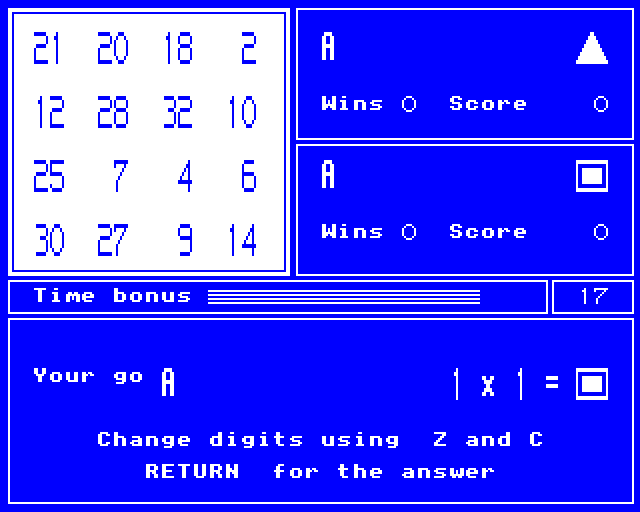 21 20 18 2
12 28 32 10
25 7 4 6
30 27 9 14
A
Wins 0 Score 0
A
Wins 0 Score 0
Time bonus 17
Your go A 1 x 1 =
Change digits using Z and C
RETURN for the answer